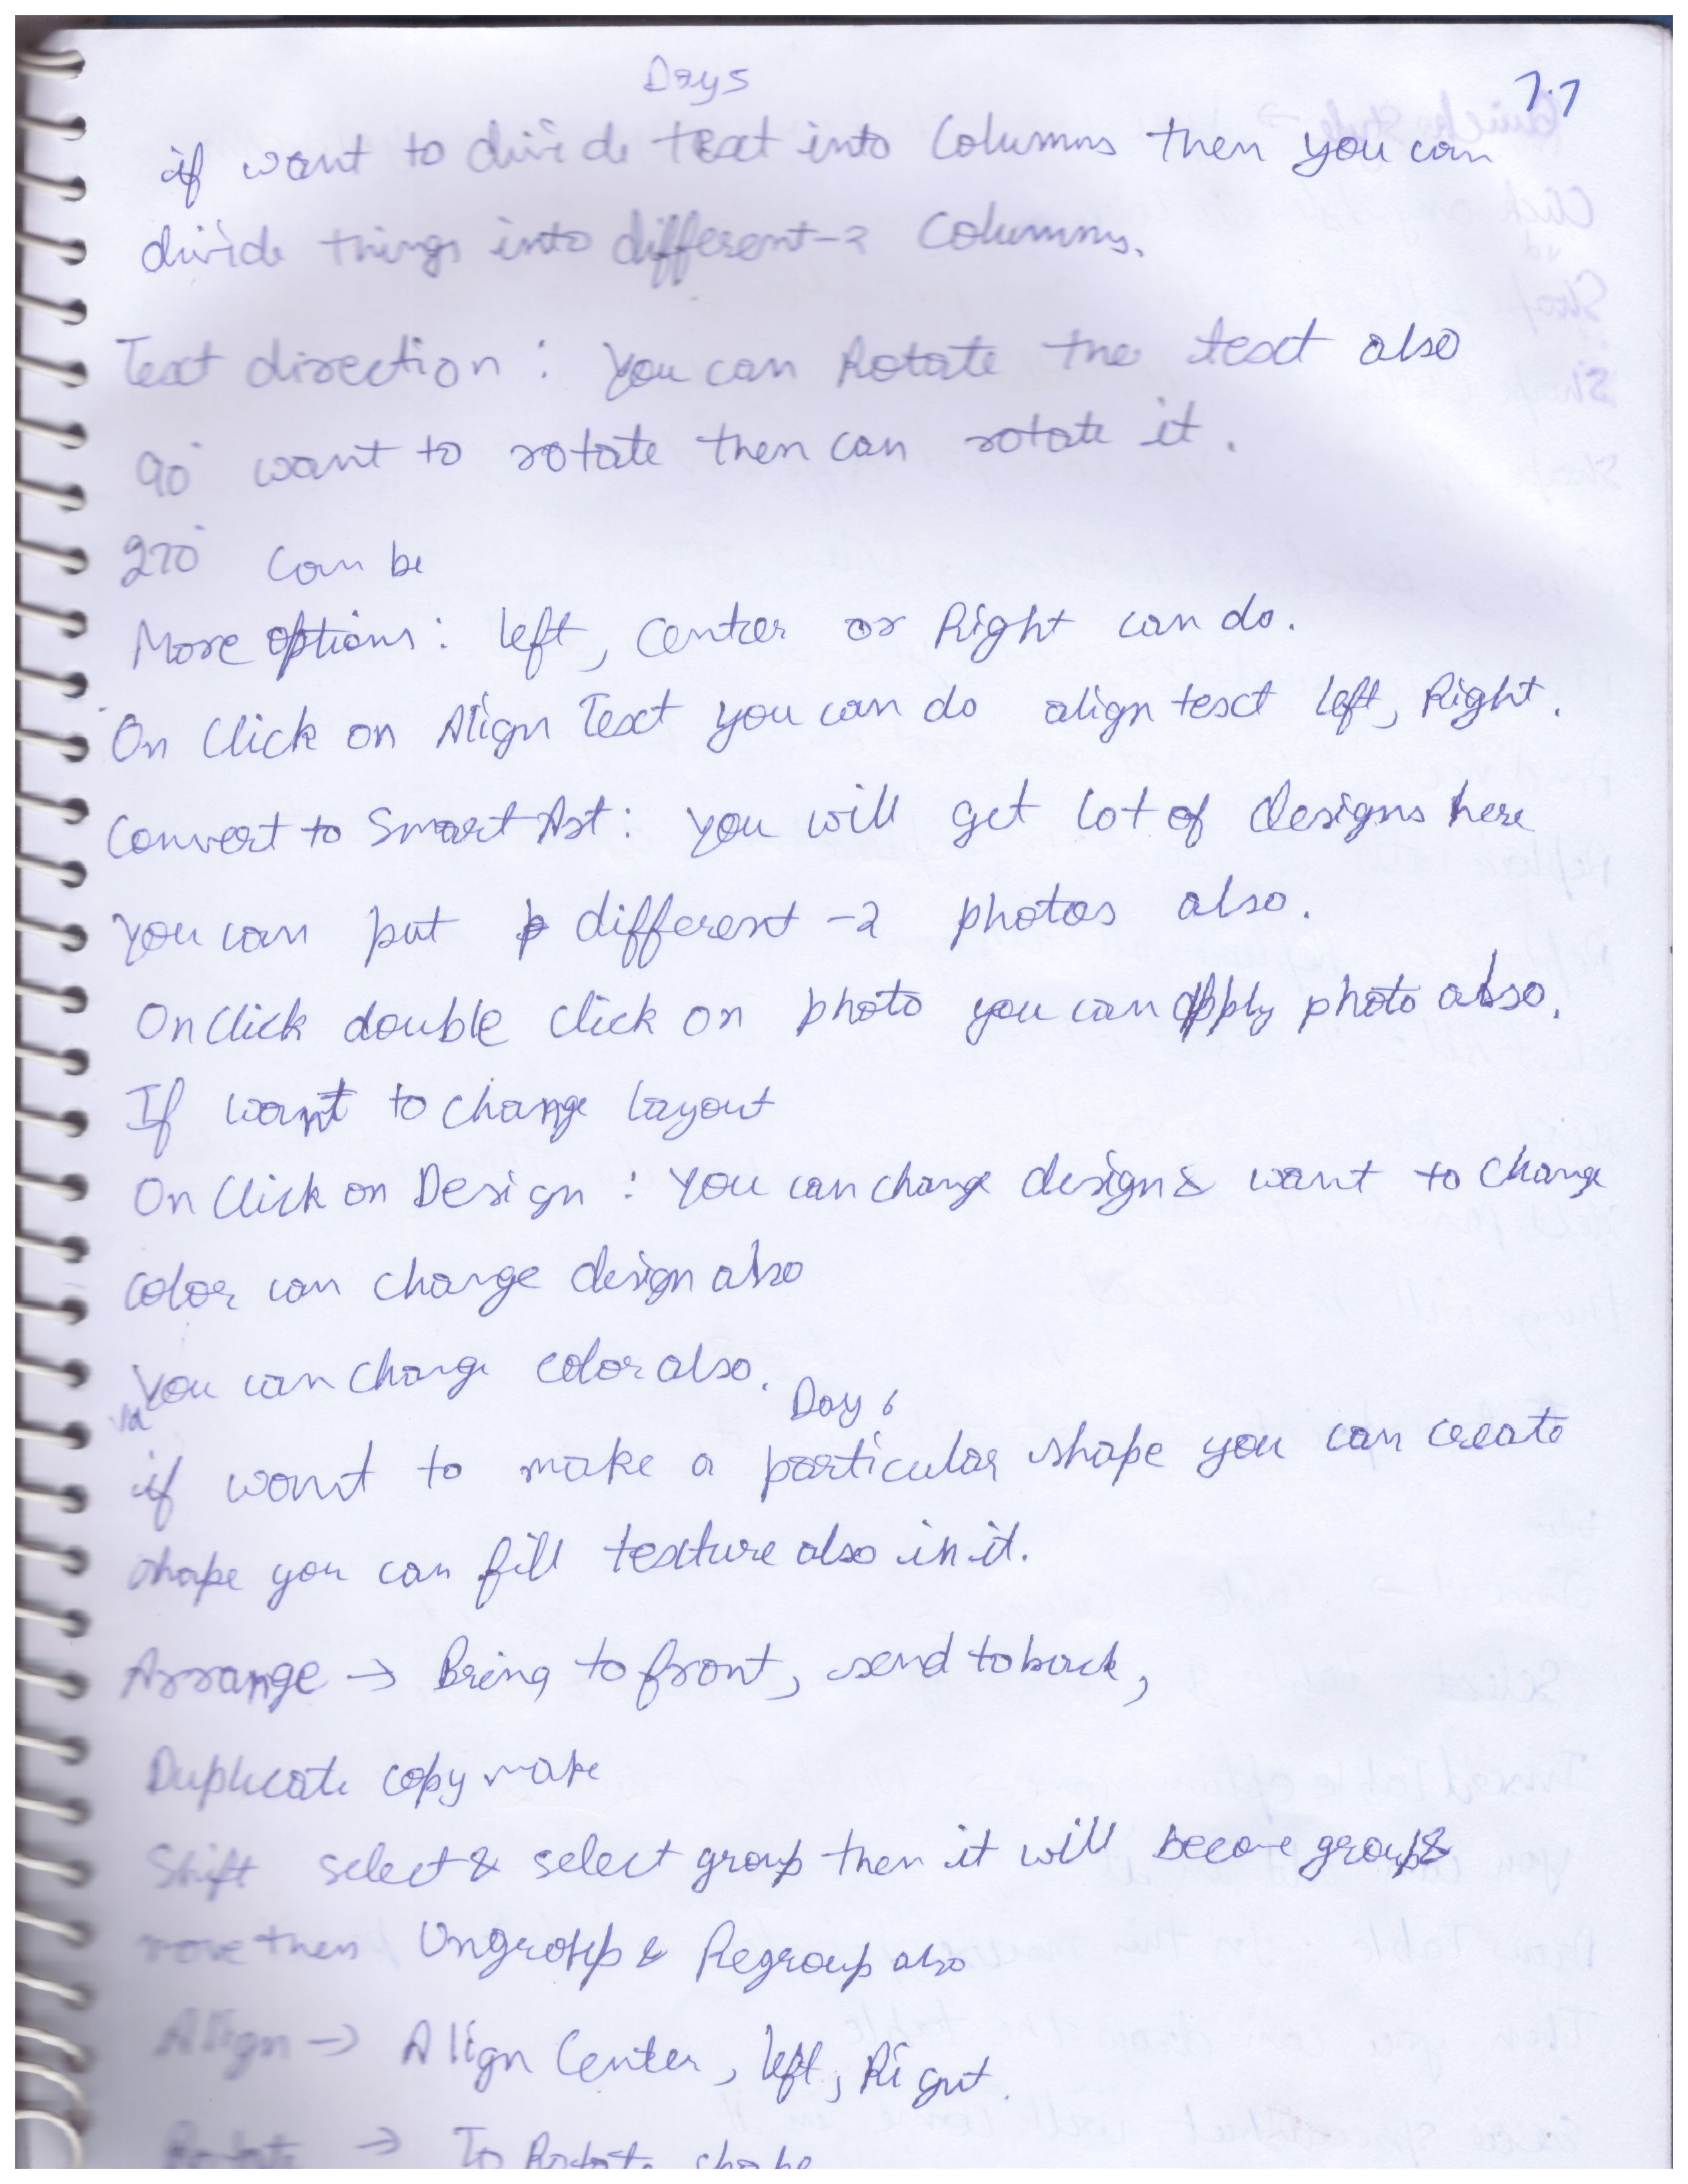 Day 5
7.7
if want to divide text into Columns then you can
divide things into different-2 Columns.
Text direction : You can Rotate the text also
90° want to rotate then can rotate it.
270° can be
More options : left, Center or Right can do.
On Click on Align Text you can do align text left, Right.
Convert to Smart Art : You will get lot of designs here
You can put different -2 photos also.
On Click double click on photo you can apply photo also.
If want to change layout
On Click on Design : You can change design & want to change
color can change design also
You can change color also.
Day 6
if want to make a particular shape you can create
shape you can fill texture also in it.
Arrange → Bring to front, send to back,
Duplicate copy make
Shift select & select group then it will become group &
move then Ungroup & Regroup also
Align → Align Center, left, Rignt.
Rotate → To Rotate shape